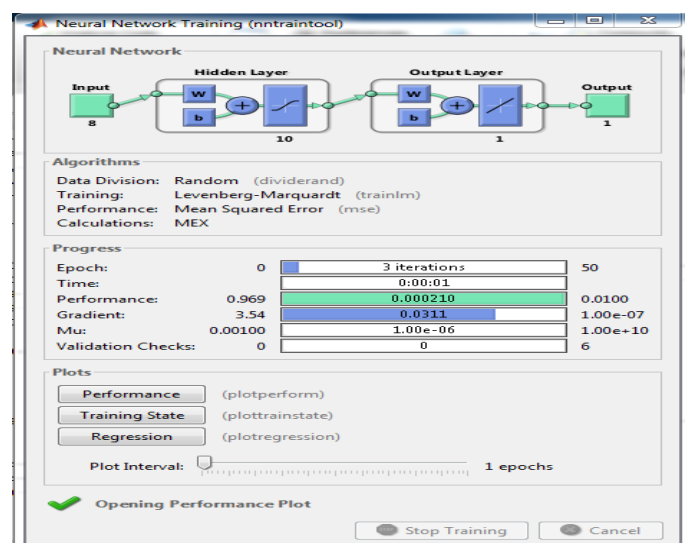 Neural Network Training (nntraintool)
Neural Network
Hidden Layer Output Layer
Input Output
W W
b b
+ +
8 10 1 1
Algorithms
Data Division: Random (dividerand)
Training: Levenberg-Marquardt (trainlm)
Performance: Mean Squared Error (mse)
Calculations: MEX
Progress
Epoch: 0 3 iterations 50
Time: 0:00:01
Performance: 0.969 0.000210 0.0100
Gradient: 3.54 0.0311 1.00e-07
Mu: 0.00100 1.00e-06 1.00e+10
Validation Checks: 0 0 6
Plots
Performance (plotperform)
Training State (plottrainstate)
Regression (plotregression)
Plot Interval: 1 epochs
Opening Performance Plot
Stop Training Cancel